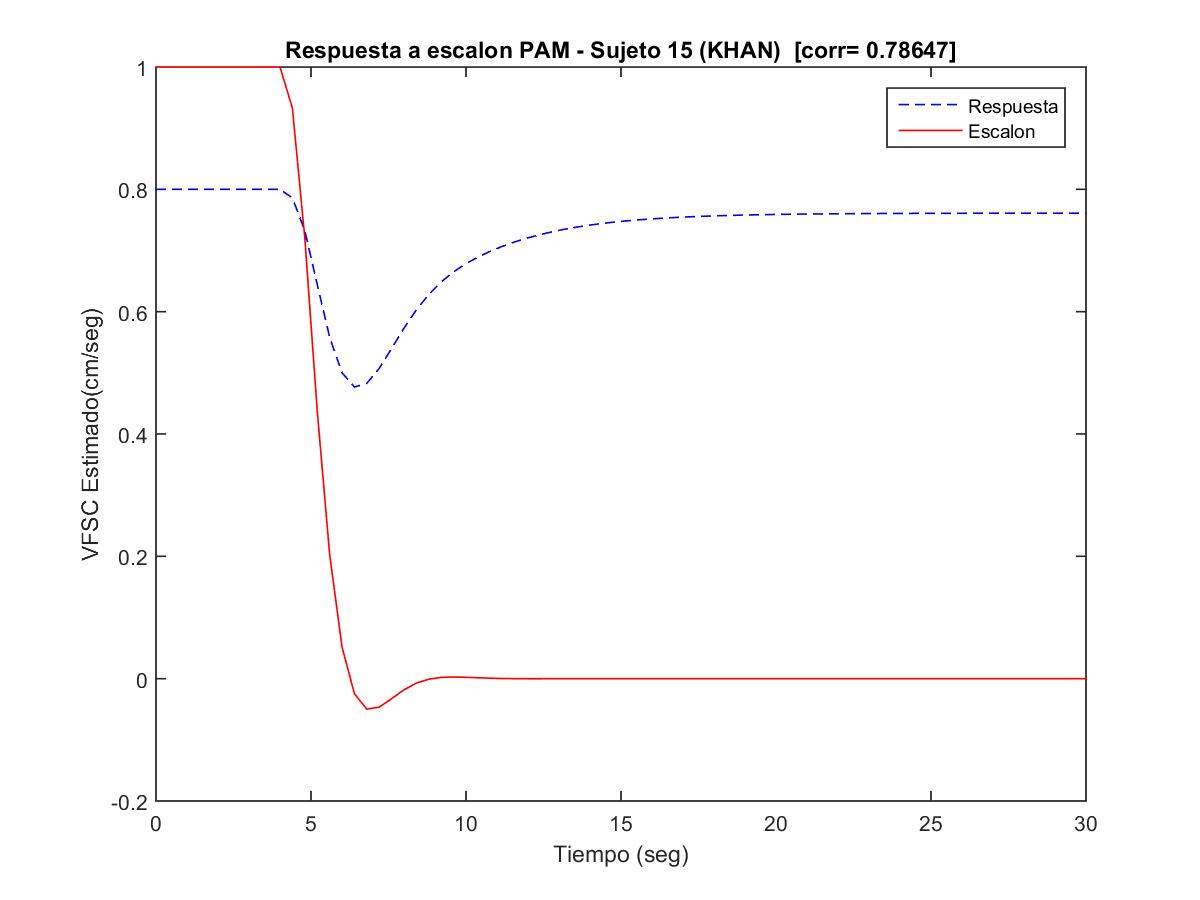 Respuesta a escalon PAM - Sujeto 15 (KHAN)  [corr= 0.78647]
Respuesta
Escalon
VFSC Estimado(cm/seg)
1
0.8
0.6
0.4
0.2
0
-0.2
0 5 10 15 20 25 30
Tiempo (seg)